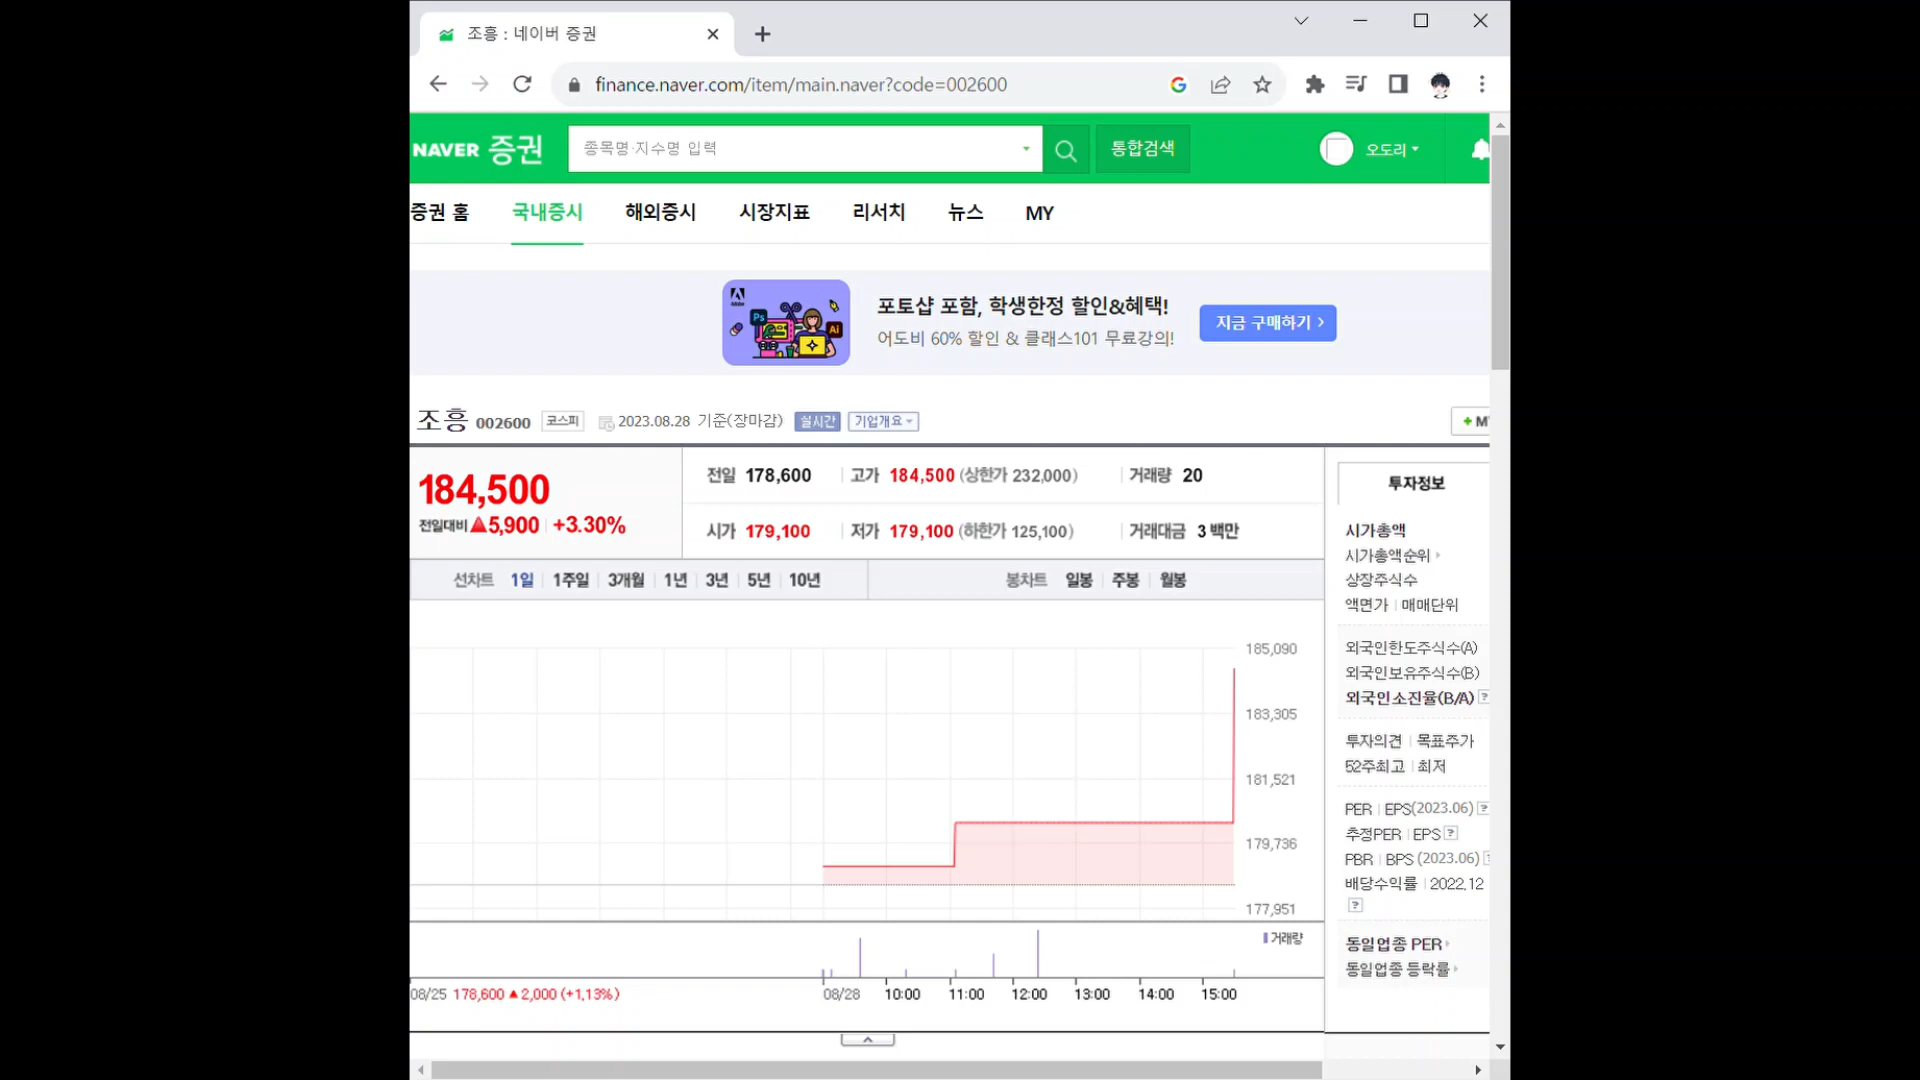 조흥 : 네이버 증권
finance.naver.com/item/main.naver?code=002600
NAVER 증권 종목명·지수명 입력 통합검색 오도리
증권 홈 국내증시 해외증시 시장지표 리서치 뉴스 MY
포토샵 포함, 학생한정 할인&혜택!
어도비 60% 할인 & 클래스101 무료강의!
지금 구매하기 >
Adobe
Ps
Ai
조흥 002600 코스피 2023.08.28 기준(장마감) 실시간 기업개요
184,500
전일대비 ▲5,900 +3.30%
전일 178,600 고가 184,500 (상한가 232,000) 거래량 20
시가 179,100 저가 179,100 (하한가 125,100) 거래대금 3 백만
선차트 1일 1주일 3개월 1년 3년 5년 10년 봉차트 일봉 주봉 월봉
185,090
183,305
181,521
179,736
177,951
거래량
08/25 178,600 ▲2,000 (+1.13%) 08/28 10:00 11:00 12:00 13:00 14:00 15:00
+ M
투자정보
시가총액
시가총액순위
상장주식수
액면가 | 매매단위
외국인한도주식수(A)
외국인보유주식수(B)
외국인소진율(B/A) ?
투자의견 | 목표주가
52주최고 | 최저
PER | EPS(2023.06) ?
추정PER | EPS ?
PBR | BPS (2023.06) ?
배당수익률 | 2022.12
?
동일업종 PER
동일업종 등락률